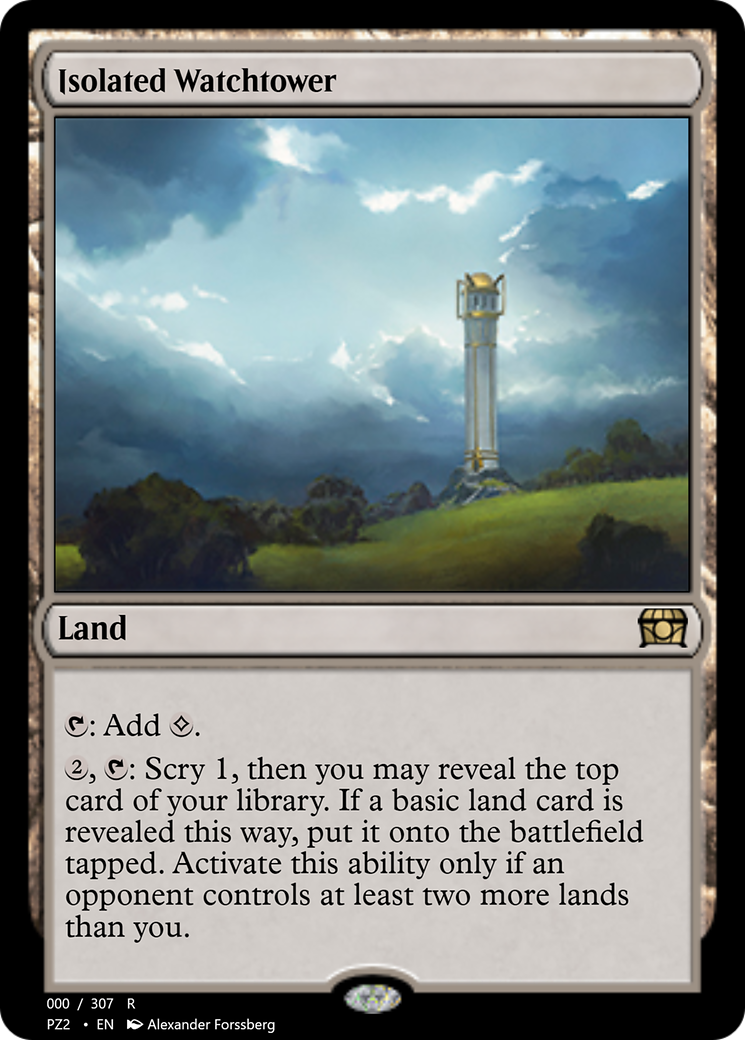 Isolated Watchtower
Land
: Add .
2, : Scry 1, then you may reveal the top
card of your library. If a basic land card is
revealed this way, put it onto the battlefield
tapped. Activate this ability only if an
opponent controls at least two more lands
than you.
000 / 307 R
PZ2 • EN Alexander Forssberg